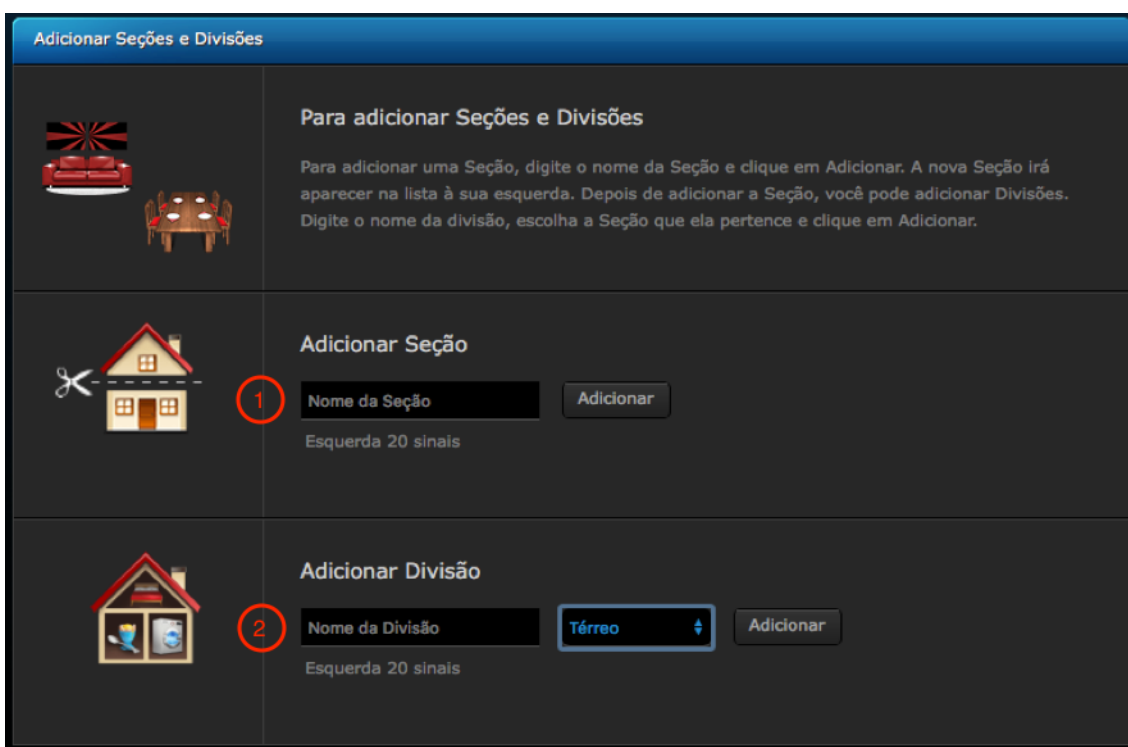 Adicionar Seções e Divisões
Para adicionar Seções e Divisões
Para adicionar uma Seção, digite o nome da Seção e clique em Adicionar. A nova Seção irá
aparecer na lista à sua esquerda. Depois de adicionar a Seção, você pode adicionar Divisões.
Digite o nome da divisão, escolha a Seção que ela pertence e clique em Adicionar.
Adicionar Seção
1 Nome da Seção Adicionar
Esquerda 20 sinais
Adicionar Divisão
2 Nome da Divisão Térreo Adicionar
Esquerda 20 sinais